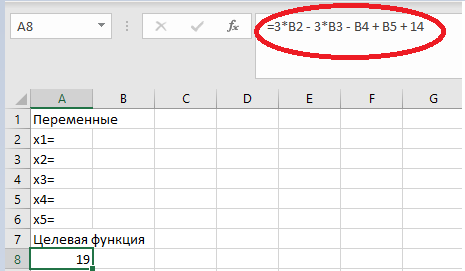 A8
fx
=3*B2 - 3*B3 - B4 + B5 + 14
A B C D E F G
1 Переменные
2 x1=
3 x2=
4 x3=
5 x4=
6 x5=
7 Целевая функция
8 19